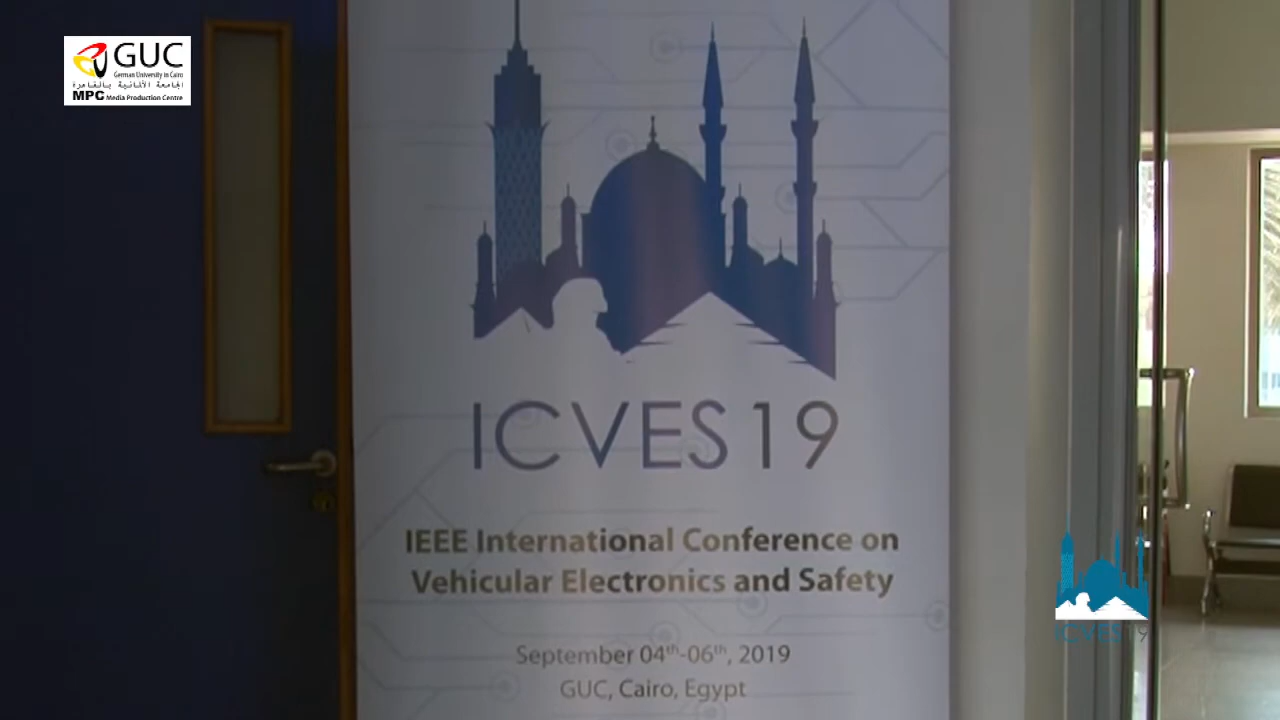 GUC
German University in Cairo
الجامعة الألمانية بالقاهرة
MPC Media Production Centre
ICVES19
IEEE International Conference on
Vehicular Electronics and Safety
September 04th-06th, 2019
GUC, Cairo, Egypt
ICVES19